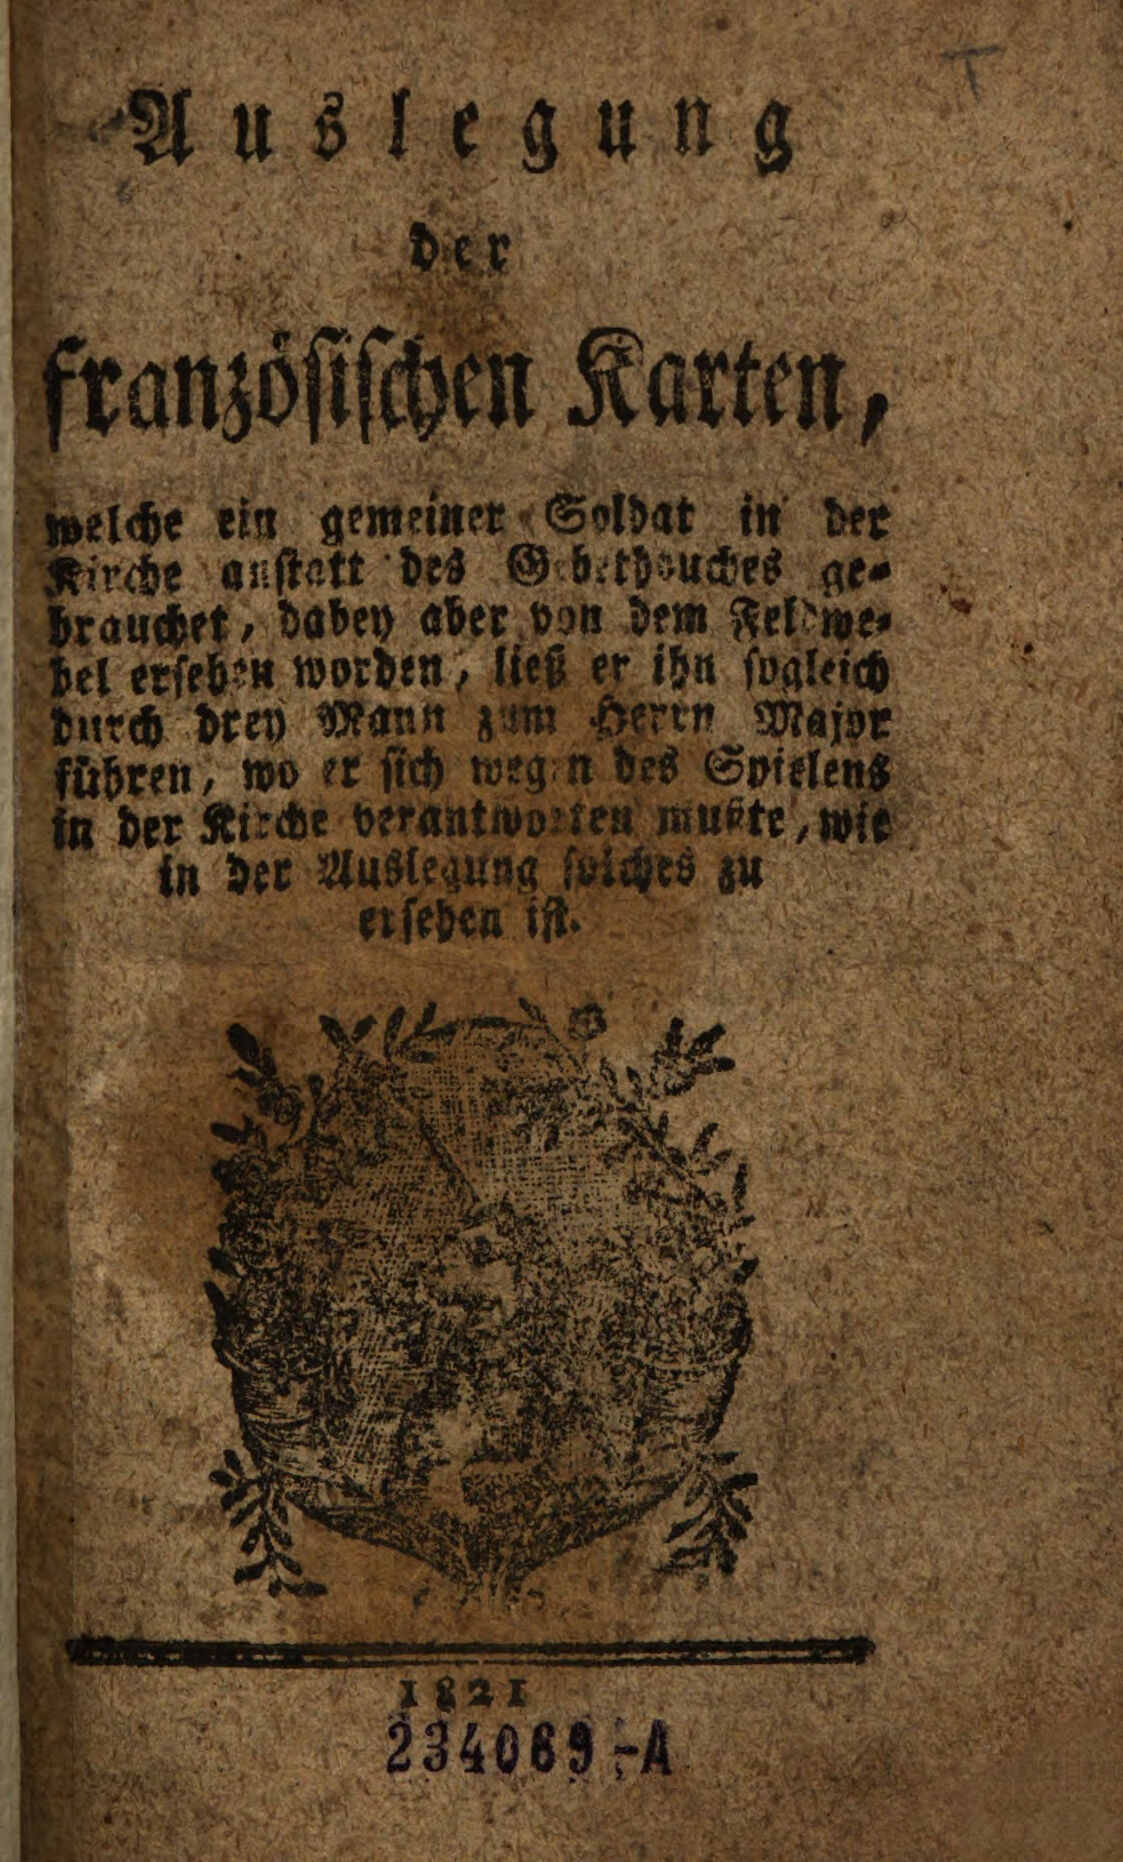 Auslegung
der
französischen Karten,
welche ein gemeiner Soldat in der
Kirche anstatt des Gebethbuches ge-
brauchet, dabey aber von dem Feldwe-
bel ersehen worden, ließ er ihn sogleich
durch drey Mann zum Herrn Major
führen, wo er sich wegen des Spielens
in der Kirche verantworten mußte, wie
in der Auslegung solches zu
ersehen ist.
1821
234069-A
T